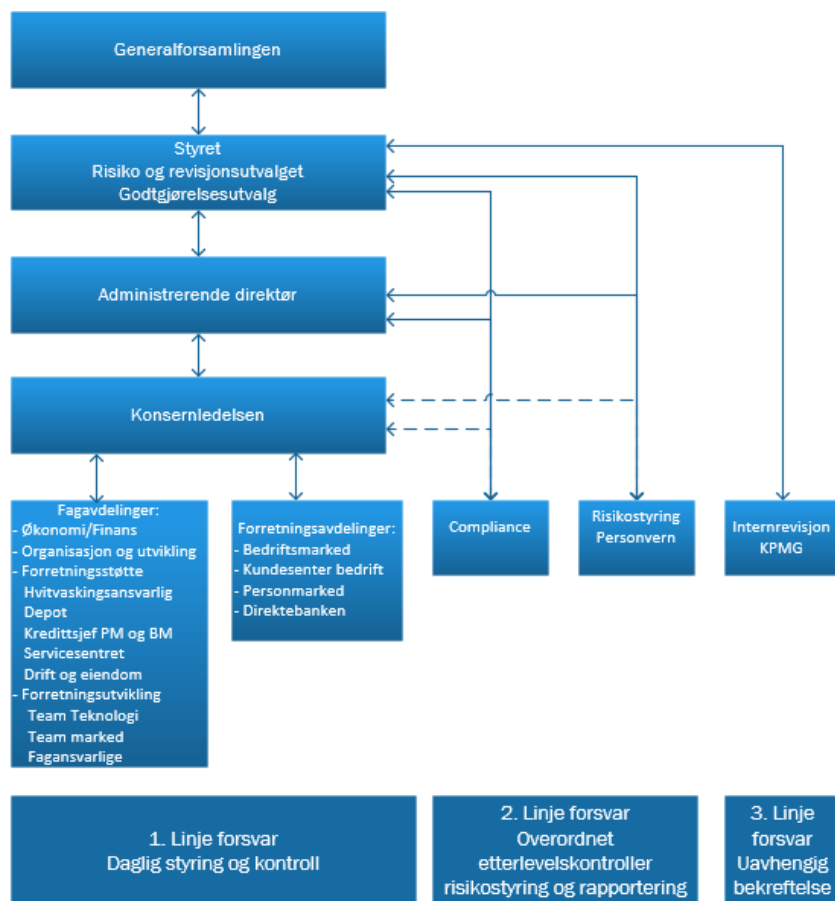 Generalforsamlingen
Styret
Risiko og revisjonsutvalget
Godtgjørelsesutvalg
Administrerende direktør
Konsernledelsen
Fagavdelinger:
- Økonomi/Finans
- Organisasjon og utvikling
- Forretningsstøtte
Hvitvaskingsansvarlig
Depot
Kredittsjef PM og BM
Servicesentret
Drift og eiendom
- Forretningsutvikling
Team Teknologi
Team marked
Fagansvarlige
Forretningsavdelinger:
- Bedriftsmarked
- Kundesenter bedrift
- Personmarked
- Direktebanken
Compliance
Risikostyring
Personvern
Internrevisjon
KPMG
1. Linje forsvar
Daglig styring og kontroll
2. Linje forsvar
Overordnet
etterlevelskontroller
risikostyring og rapportering
3. Linje
forsvar
Uavhengig
bekreftelse